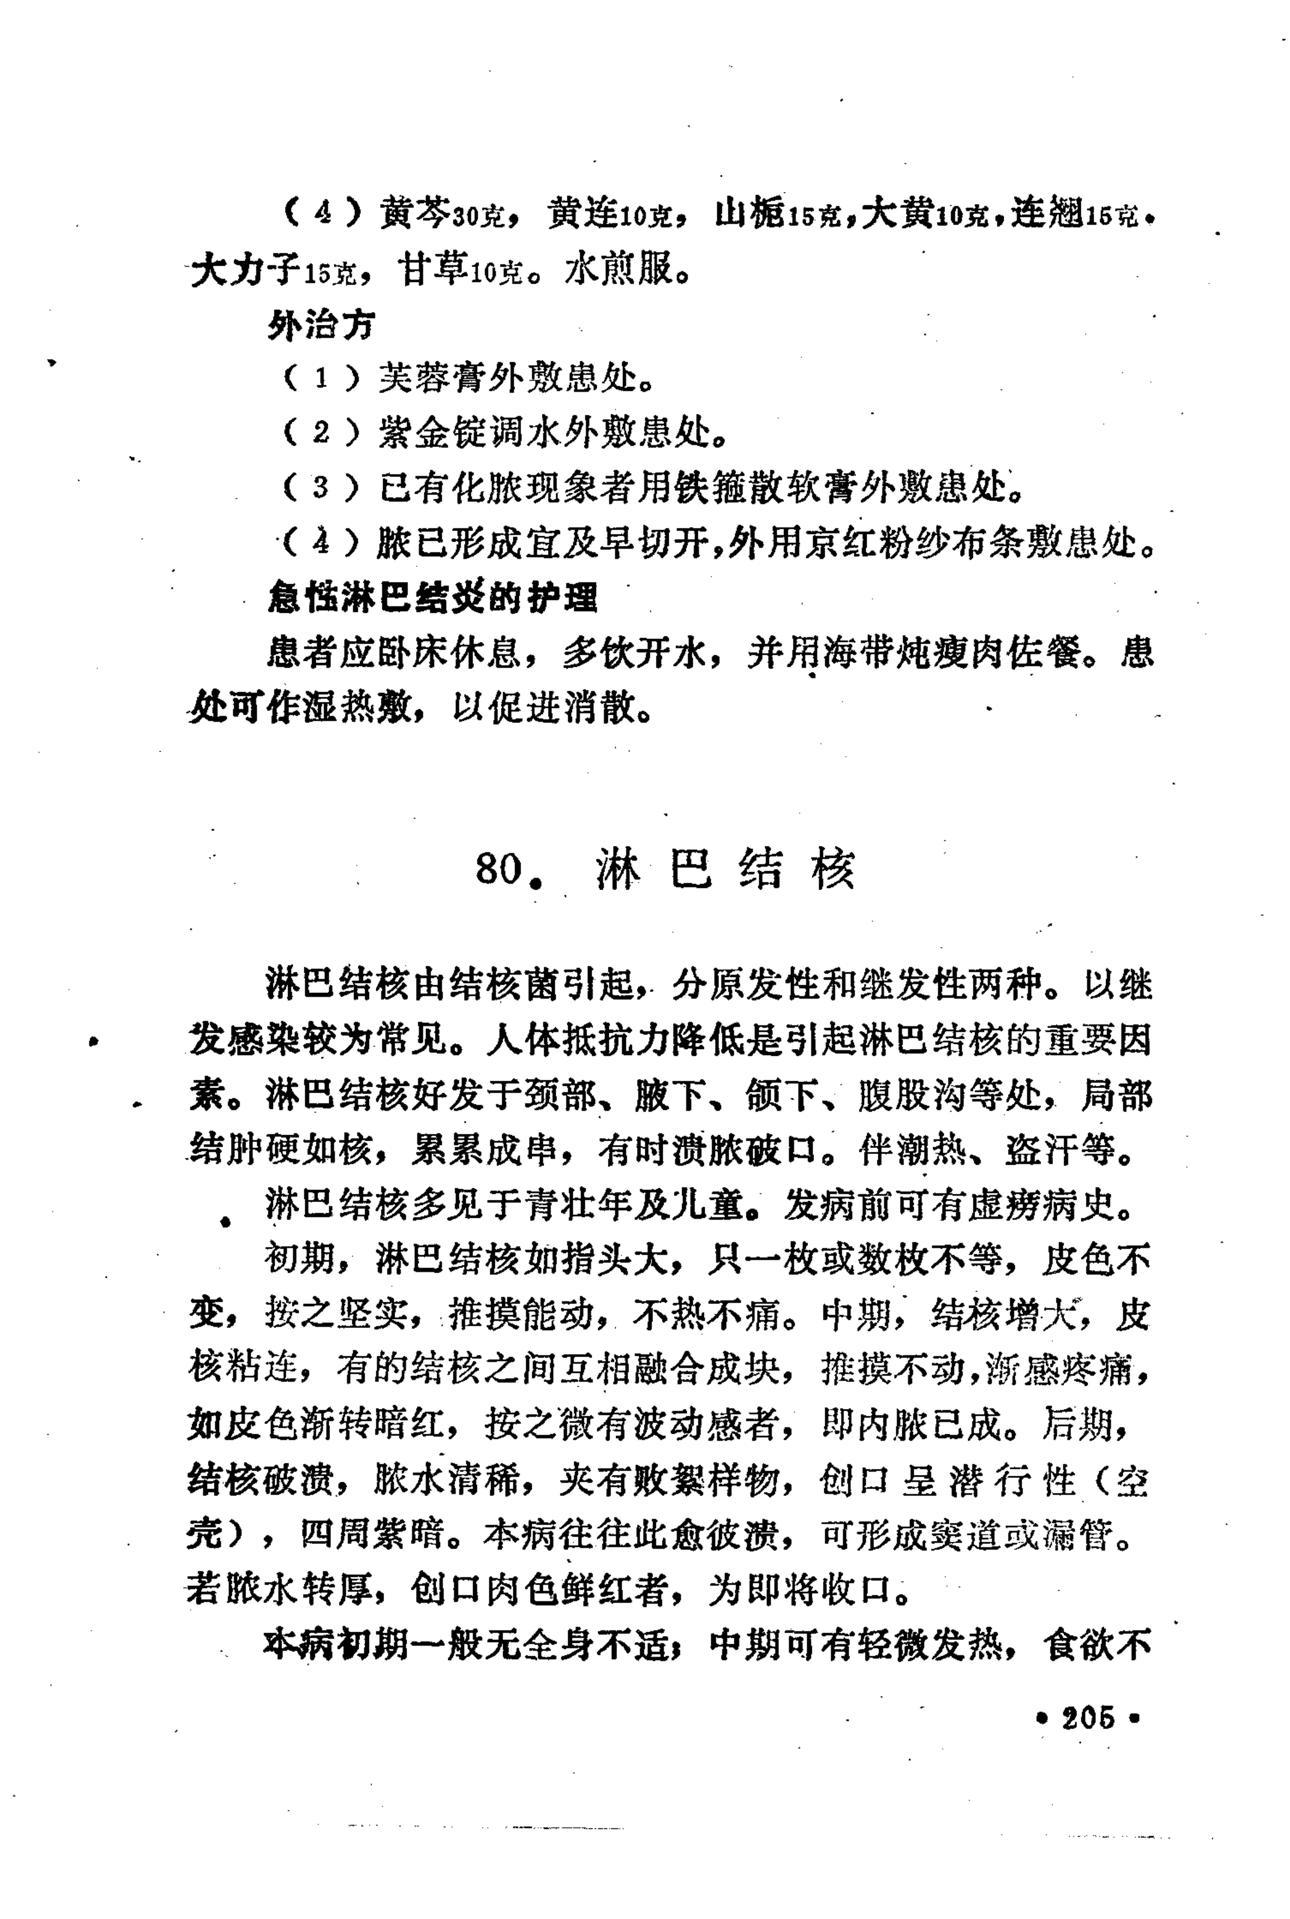 （4）黄芩30克，黄连10克，山栀15克，大黄10克，连翘15克．
大力子15克，甘草10克。水煎服。
外治方
（1）芙蓉膏外敷患处。
（2）紫金锭调水外敷患处。
（3）已有化脓现象者用铁箍散软膏外敷患处。
（4）脓已形成宜及早切开，外用京红粉纱布条敷患处。
急性淋巴结炎的护理
患者应卧床休息，多饮开水，并用海带炖瘦肉佐餐。患
处可作湿热敷，以促进消散。
80．淋巴结核
淋巴结核由结核菌引起，分原发性和继发性两种。以继
发感染较为常见。人体抵抗力降低是引起淋巴结核的重要因
素。淋巴结核好发于颈部、腋下、颌下、腹股沟等处，局部
结肿硬如核，累累成串，有时溃脓破口。伴潮热、盗汗等。
淋巴结核多见于青壮年及儿童。发病前可有虚痨病史。
初期，淋巴结核如指头大，只一枚或数枚不等，皮色不
变，按之坚实，推摸能动，不热不痛。中期，结核增大，皮
核粘连，有的结核之间互相融合成块，推摸不动，渐感疼痛，
如皮色渐转暗红，按之微有波动感者，即内脓已成。后期，
结核破溃，脓水清稀，夹有败絮样物，创口呈潜行性（空
壳），四周紫暗。本病往往此愈彼溃，可形成窦道或漏管。
若脓水转厚，创口肉色鲜红者，为即将收口。
本病初期一般无全身不适；中期可有轻微发热，食欲不
•205•